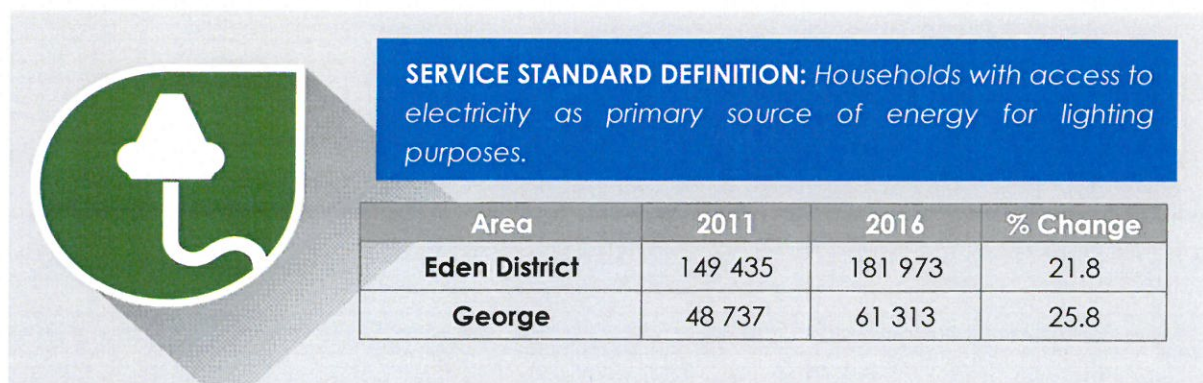 SERVICE STANDARD DEFINITION: Households with access to
electricity as primary source of energy for lighting
purposes.
Area 2011 2016 % Change
Eden District 149 435 181 973 21.8
George 48 737 61 313 25.8